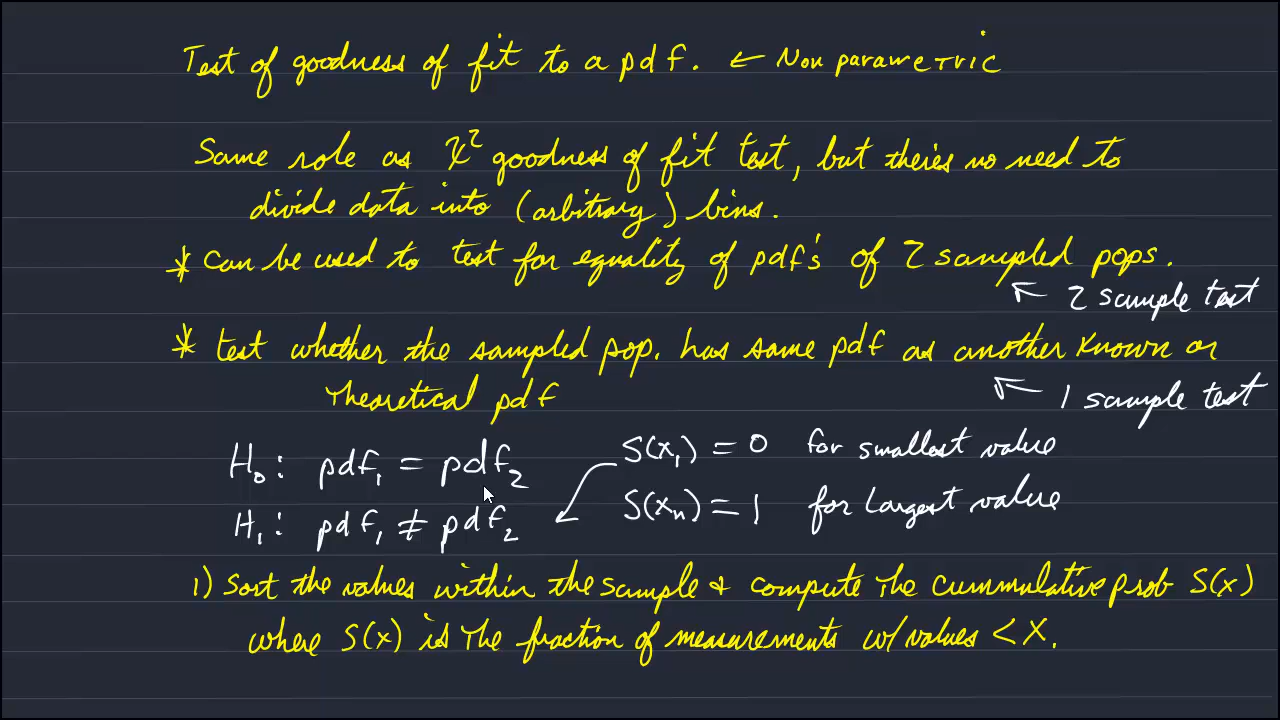 Test of goodness of fit to a pdf. ← Non parametric
Same role as χ² goodness of fit test, but theres no need to
divide data into (arbitrary) bins.
* Can be used to test for equality of pdf's of 2 sampled pops.
↖ 2 sample test
* test whether the sampled pop. has same pdf as another known or
Theoretical pdf
↖ 1 sample test
H₀: pdf₁ = pdf₂
H₁: pdf₁ ≠ pdf₂
S(x₁) = 0 for smallest value
S(xₙ) = 1 for Largest value
1) Sort the values within the sample & compute the cummulative prob S(x)
where S(x) is the fraction of measurements w/ values < X.